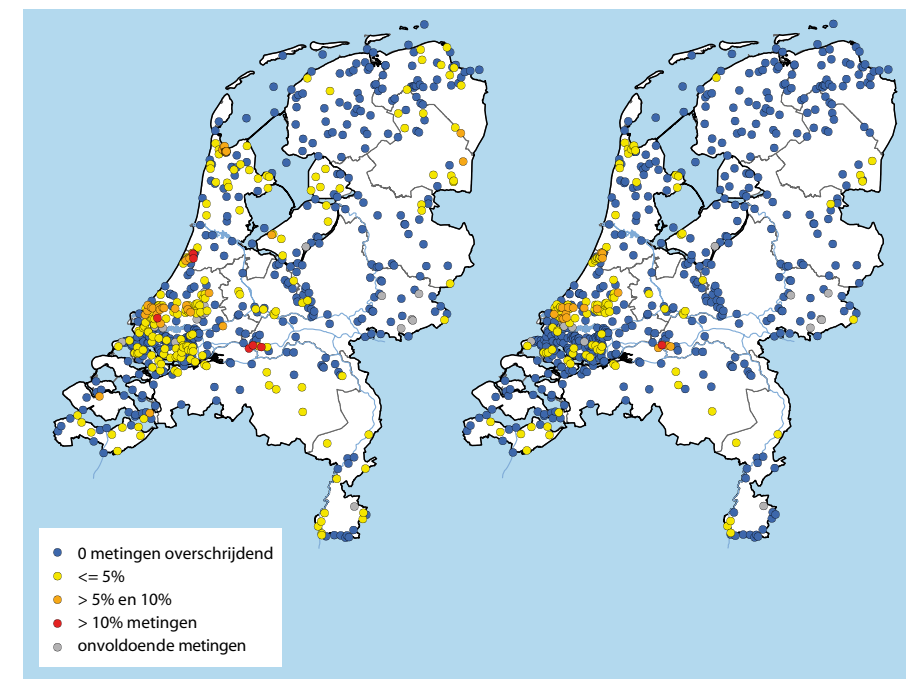 0 metingen overschrijdend
<= 5%
> 5% en 10%
> 10% metingen
onvoldoende metingen